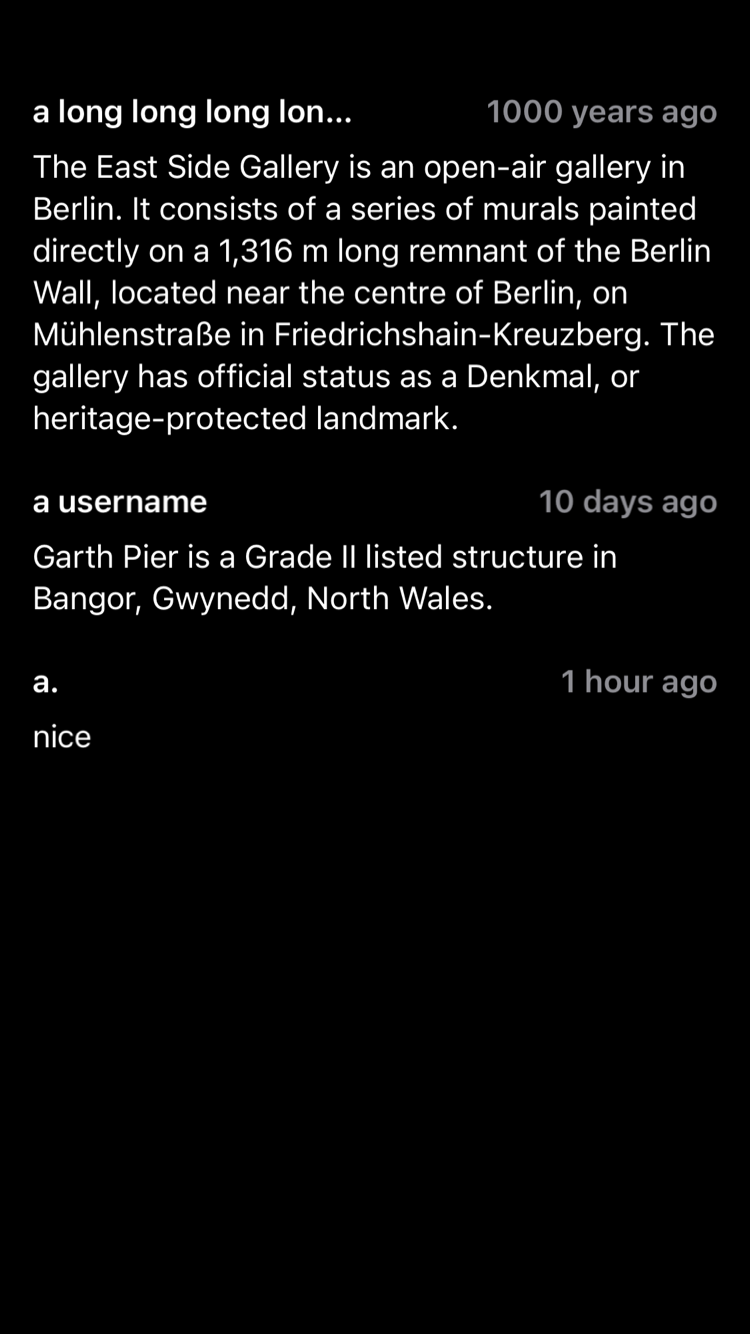 a long long long lon...
1000 years ago
The East Side Gallery is an open-air gallery in
Berlin. It consists of a series of murals painted
directly on a 1,316 m long remnant of the Berlin
Wall, located near the centre of Berlin, on
Mühlenstraße in Friedrichshain-Kreuzberg. The
gallery has official status as a Denkmal, or
heritage-protected landmark.
a username
10 days ago
Garth Pier is a Grade II listed structure in
Bangor, Gwynedd, North Wales.
a.
1 hour ago
nice